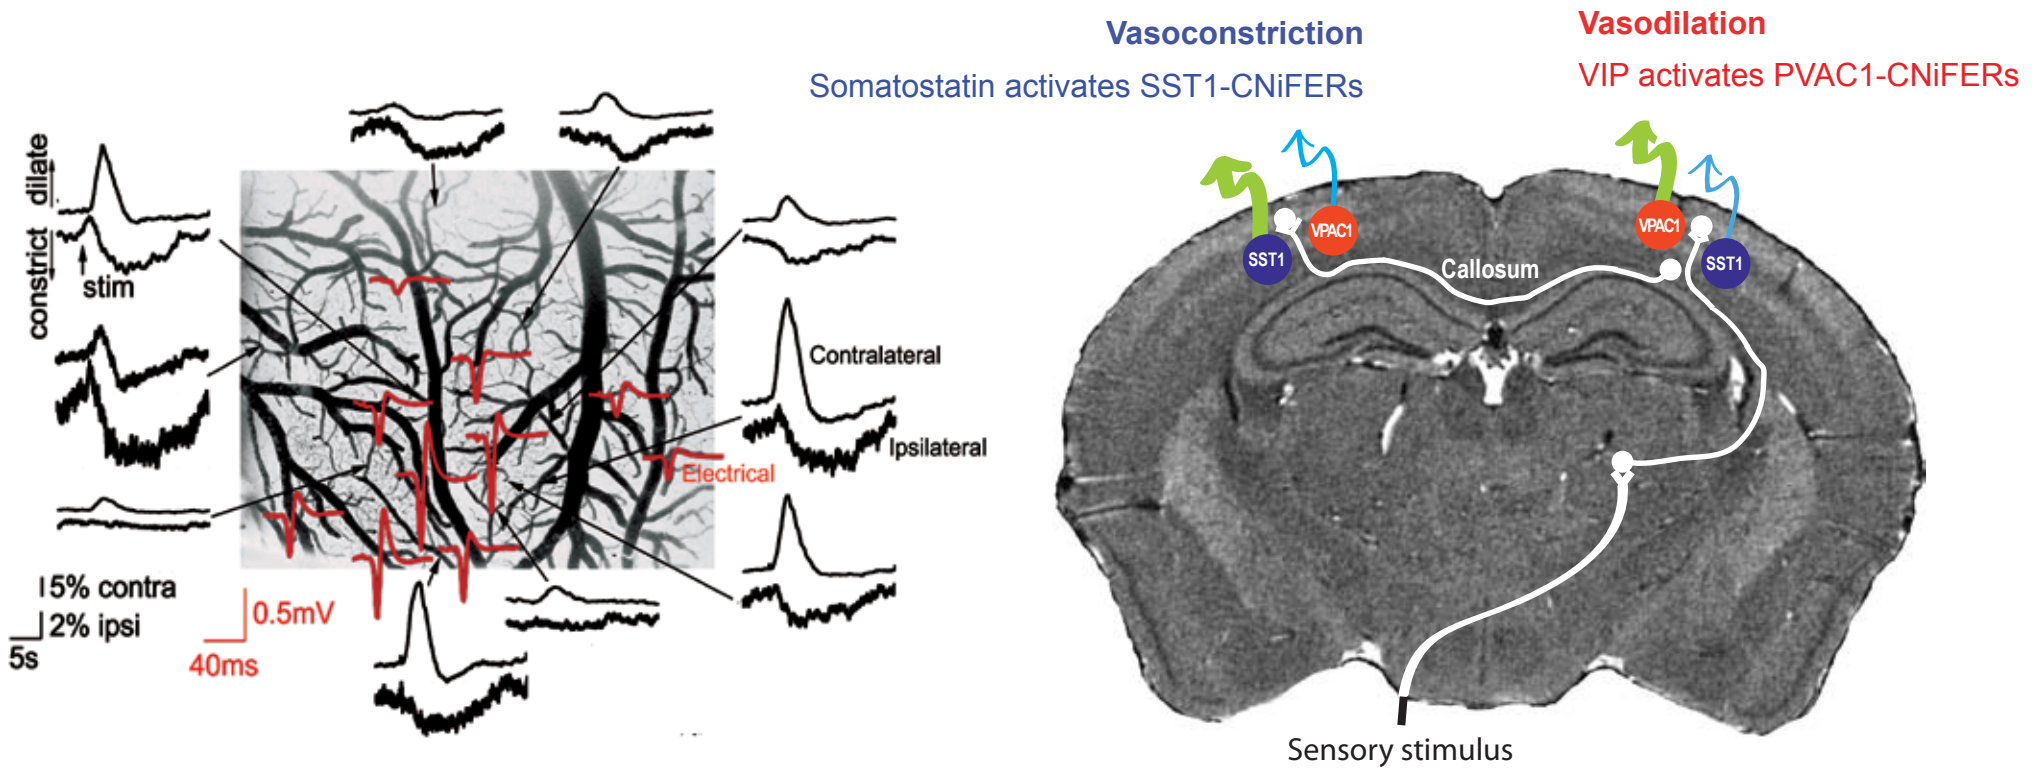 Vasoconstriction
Somatostatin activates SST1-CNiFERs
Vasodilation
VIP activates PVAC1-CNiFERs
dilate
constrict
stim
Contralateral
Ipsilateral
Electrical
5% contra
2% ipsi
5s
0.5mV
40ms
VPAC1
SST1
VPAC1
SST1
Callosum
Sensory stimulus